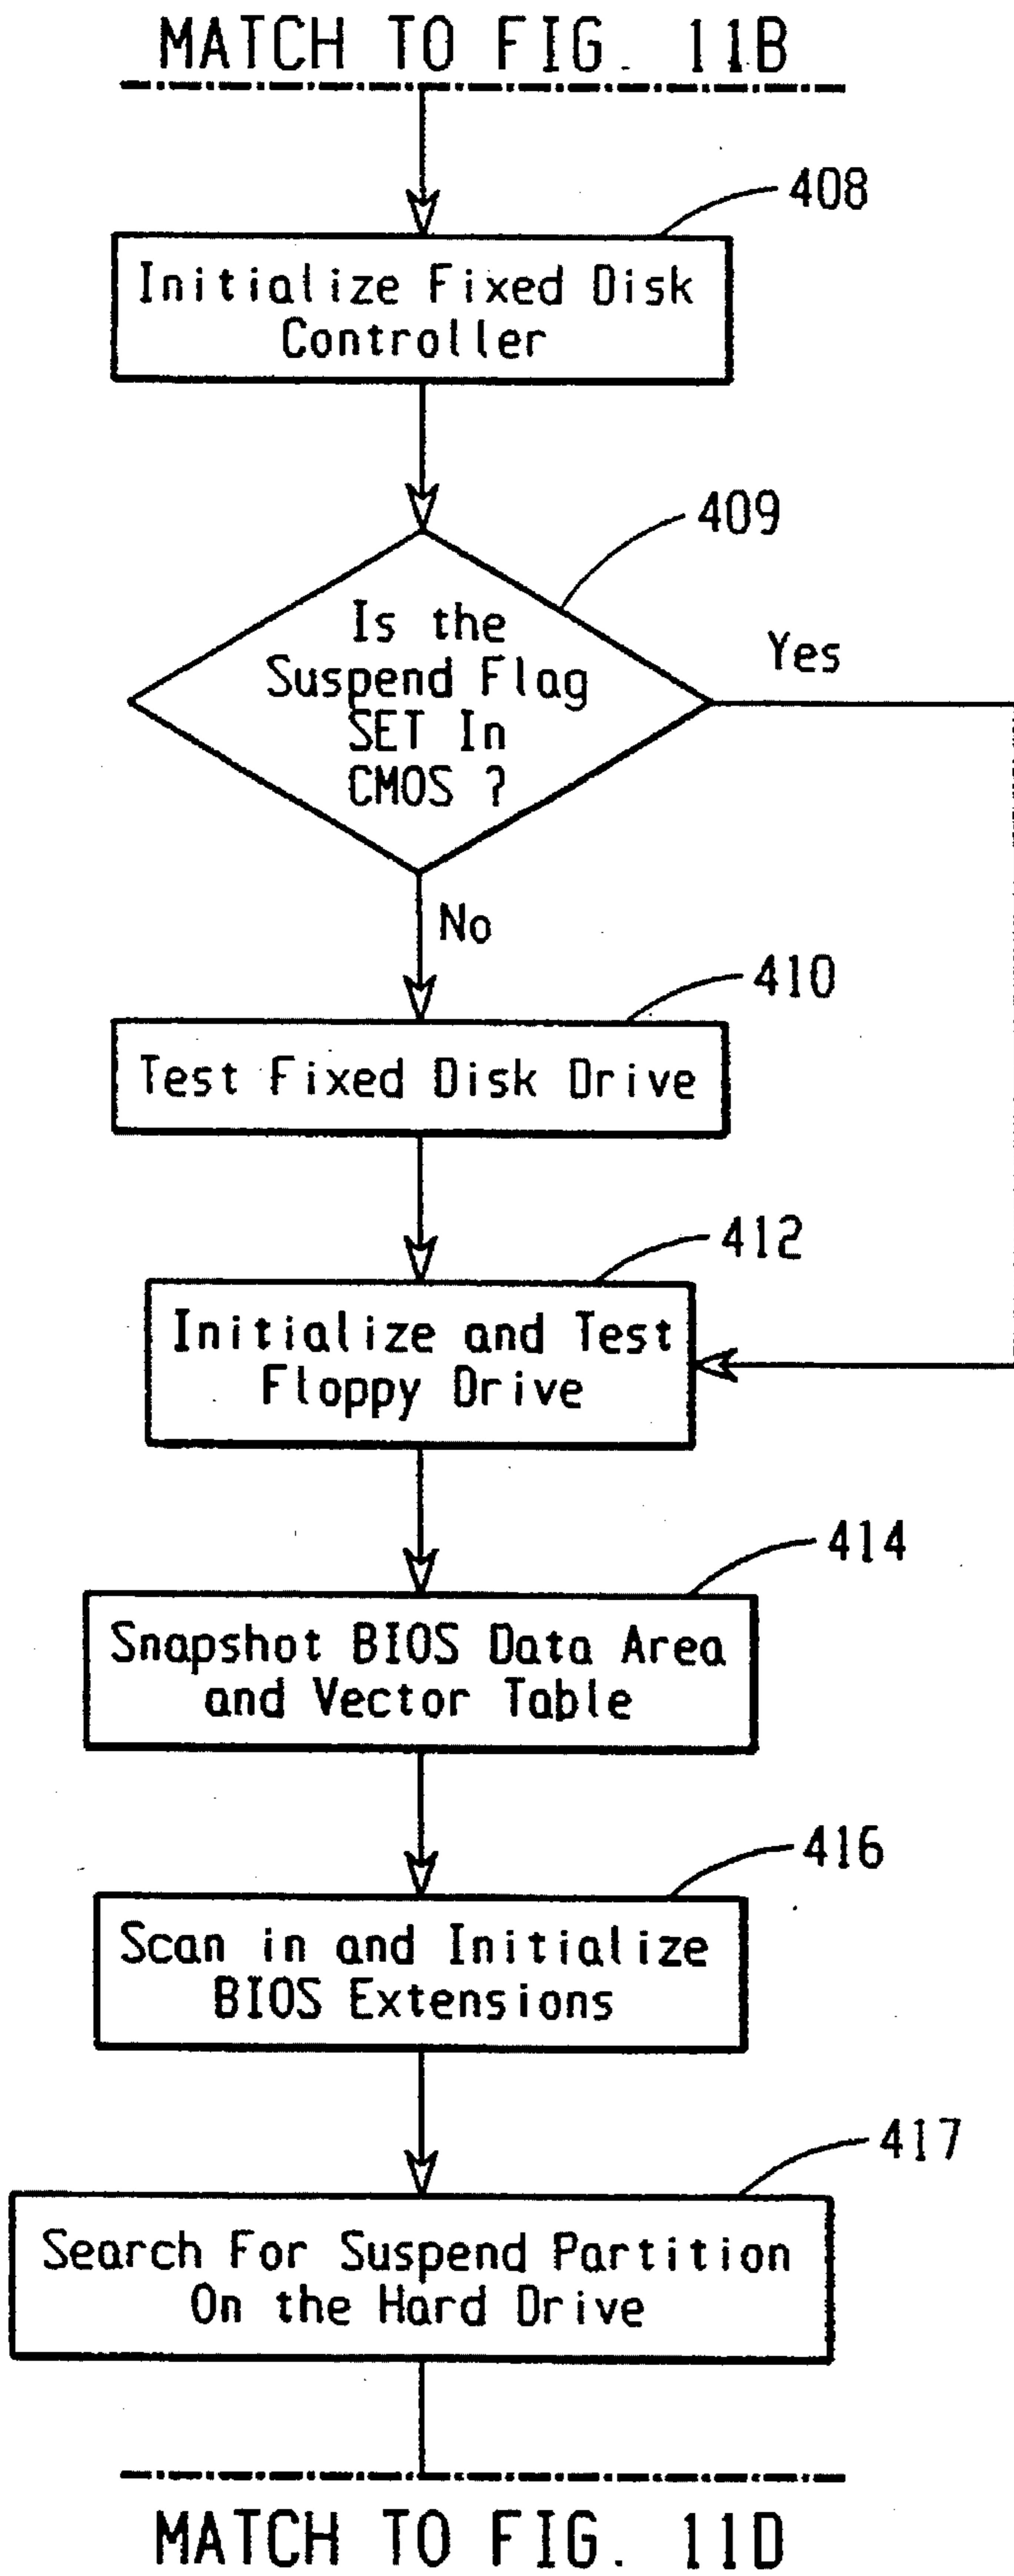 MATCH TO FIG. 11B
408
Initialize Fixed Disk
Controller
409
Is the
Suspend Flag
SET In
CMOS ?
Yes
No
410
Test Fixed Disk Drive
412
Initialize and Test
Floppy Drive
414
Snapshot BIOS Data Area
and Vector Table
416
Scan in and Initialize
BIOS Extensions
417
Search For Suspend Partition
On the Hard Drive
MATCH TO FIG. 11D